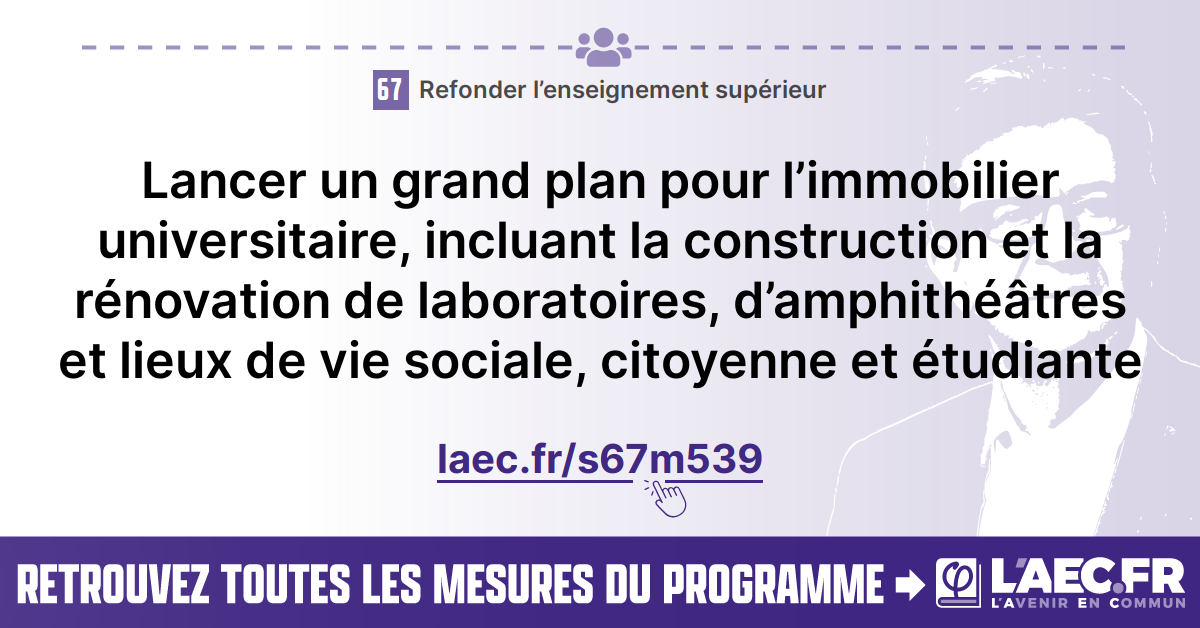 67 Refonder l’enseignement supérieur
Lancer un grand plan pour l’immobilier
universitaire, incluant la construction et la
rénovation de laboratoires, d’amphithéâtres
et lieux de vie sociale, citoyenne et étudiante
laec.fr/s67m539
RETROUVEZ TOUTES LES MESURES DU PROGRAMME
L'AEC.FR
L'AVENIR EN COMMUN